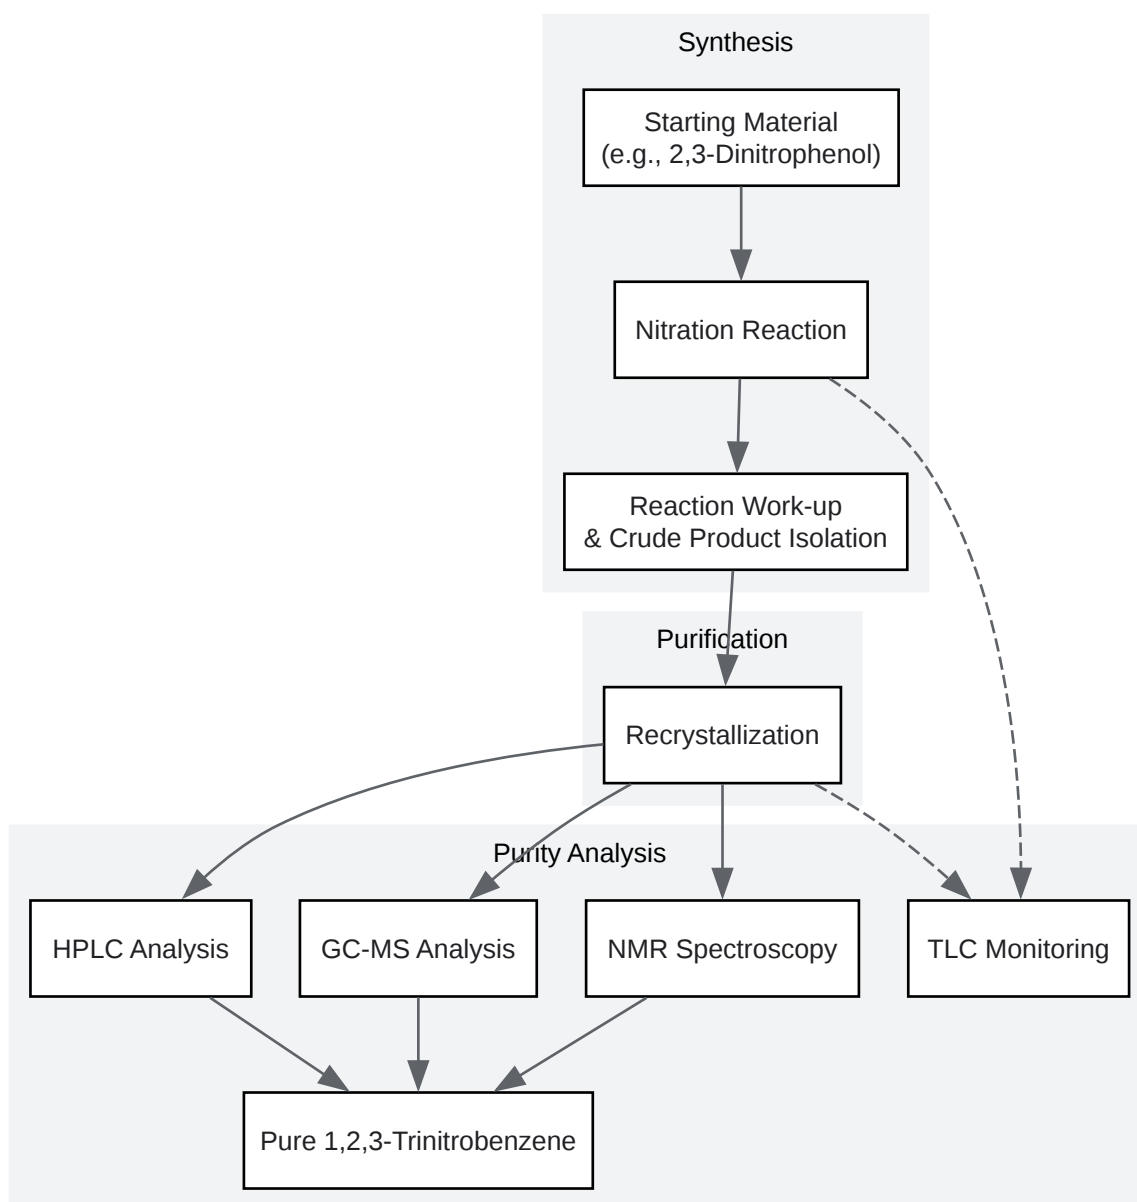 Synthesis
Starting Material
(e.g., 2,3-Dinitrophenol)
Nitration Reaction
Reaction Work-up
& Crude Product Isolation
Purification
Recrystallization
Purity Analysis
HPLC Analysis
GC-MS Analysis
NMR Spectroscopy
TLC Monitoring
Pure 1,2,3-Trinitrobenzene